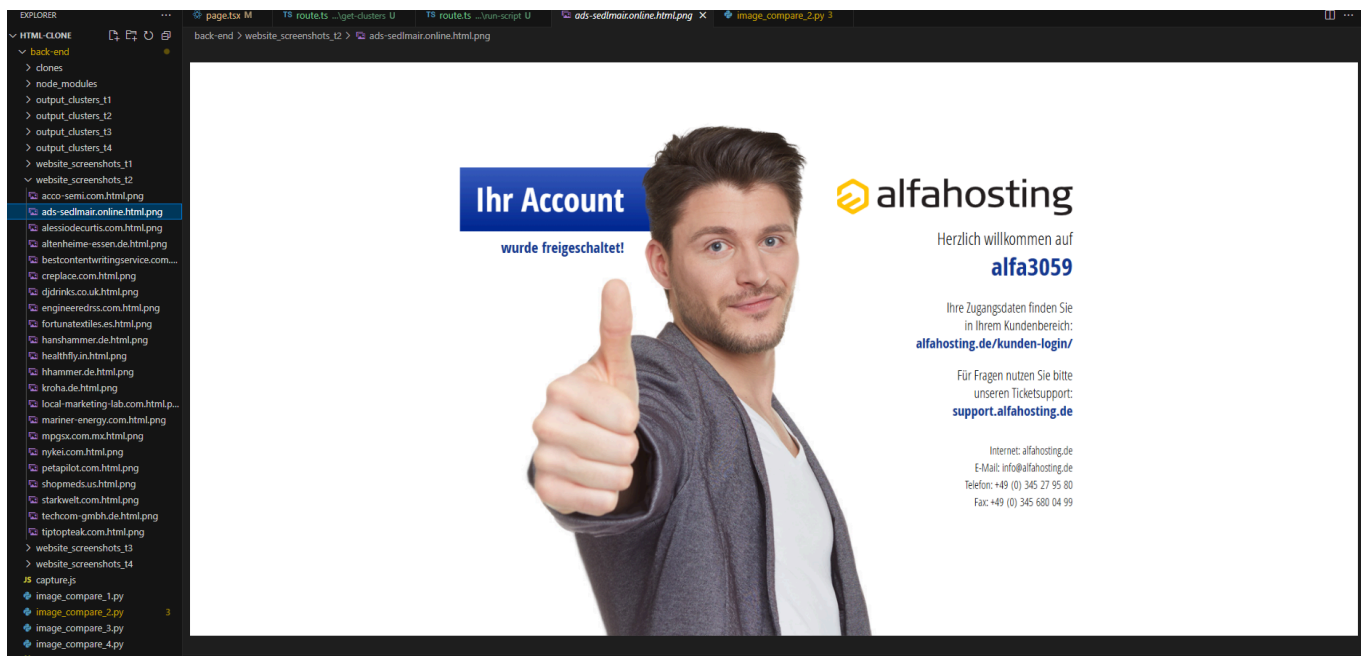 EXPLORER
page.tsx M
TS route.ts ...\get-clusters U
TS route.ts ...\run-script U
ads-sedlmair.online.html.png
image_compare_2.py 3
HTML-CLONE
back-end > website_screenshots_t2 > ads-sedlmair.online.html.png
back-end
clones
node_modules
output_clusters_t1
output_clusters_t2
output_clusters_t3
output_clusters_t4
website_screenshots_t1
website_screenshots_t2
acco-semi.com.html.png
ads-sedlmair.online.html.png
alessiodecurtis.com.html.png
altenheime-essen.de.html.png
bestcontentwritingservice.com....
creplace.com.html.png
djdrinks.co.uk.html.png
engineeredrss.com.html.png
fortunatextiles.es.html.png
hanshammer.de.html.png
healthfly.in.html.png
hhammer.de.html.png
kroha.de.html.png
local-marketing-lab.com.html.p...
mariner-energy.com.html.png
mpgsx.com.mx.html.png
nykei.com.html.png
petapilot.com.html.png
shopmeds.us.html.png
starkwelt.com.html.png
techcom-gmbh.de.html.png
tiptopteak.com.html.png
website_screenshots_t3
website_screenshots_t4
JS capture.js
image_compare_1.py
image_compare_2.py 3
image_compare_3.py
image_compare_4.py
Ihr Account
wurde freigeschaltet!
alfahosting
Herzlich willkommen auf
alfa3059
Ihre Zugangsdaten finden Sie
in Ihrem Kundenbereich:
alfahosting.de/kunden-login/
Für Fragen nutzen Sie bitte
unseren Ticketsupport:
support.alfahosting.de
Internet: alfahosting.de
E-Mail: info@alfahosting.de
Telefon: +49 (0) 345 27 95 80
Fax: +49 (0) 345 680 04 99